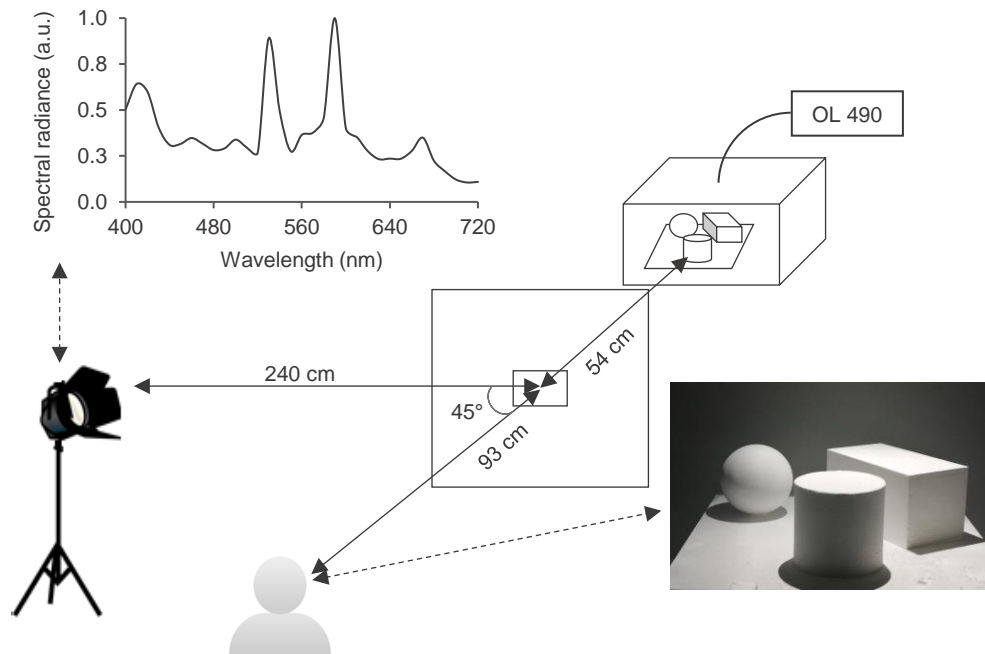 Spectral radiance (a.u.)
1.0
0.8
0.5
0.3
0.0
400 480 560 640 720
Wavelength (nm)
OL 490
54 cm
240 cm
45°
93 cm